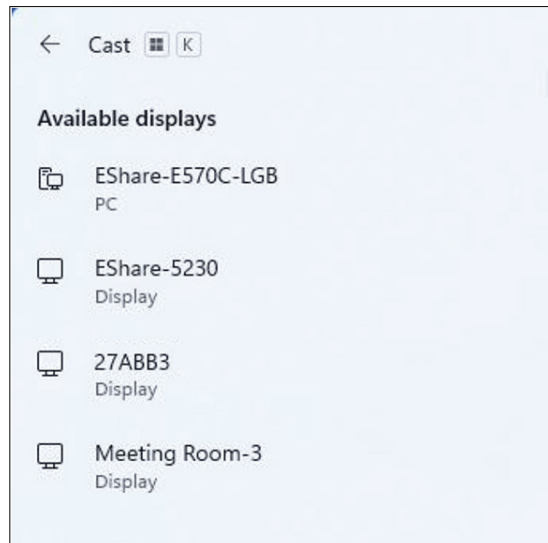 Cast K
Available displays
EShare-E570C-LGB
PC
EShare-5230
Display
27ABB3
Display
Meeting Room-3
Display